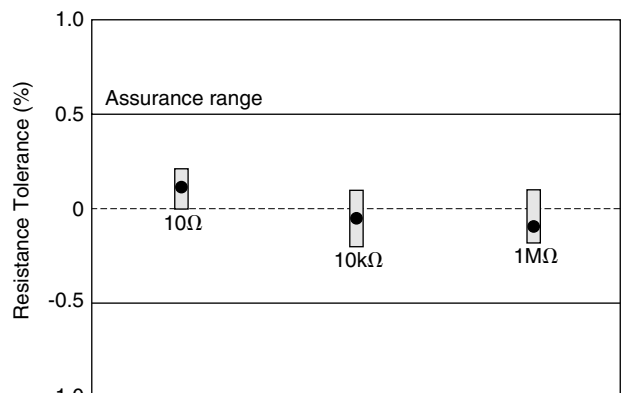 1.0
Assurance range
0.5
0
10Ω
10kΩ
1MΩ
-0.5
Resistance Tolerance (%)